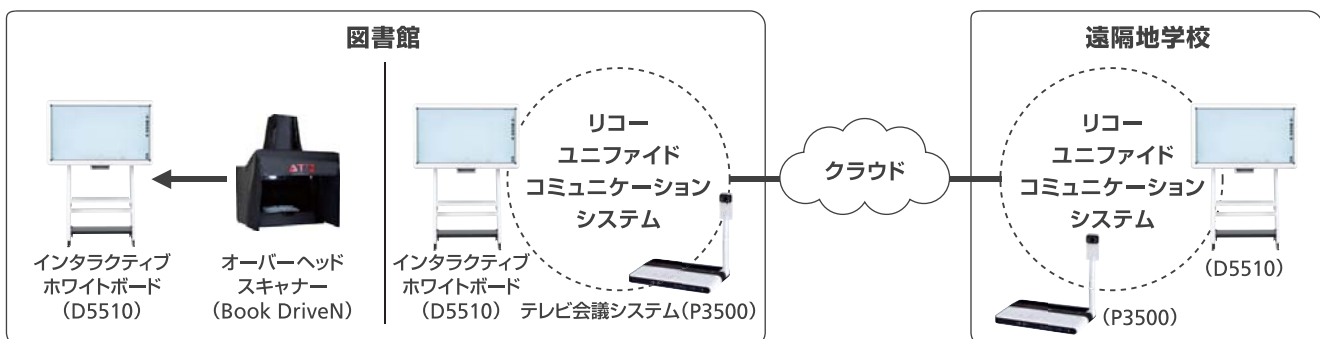 図書館
インタラクティブ
ホワイトボード
(D5510)
オーバーヘッド
スキャナー
(Book DriveN)
インタラクティブ
ホワイトボード
(D5510)
リコー
ユニファイド
コミュニケーション
システム
テレビ会議システム(P3500)
クラウド
遠隔地学校
リコー
ユニファイド
コミュニケーション
システム
(D5510)
(P3500)